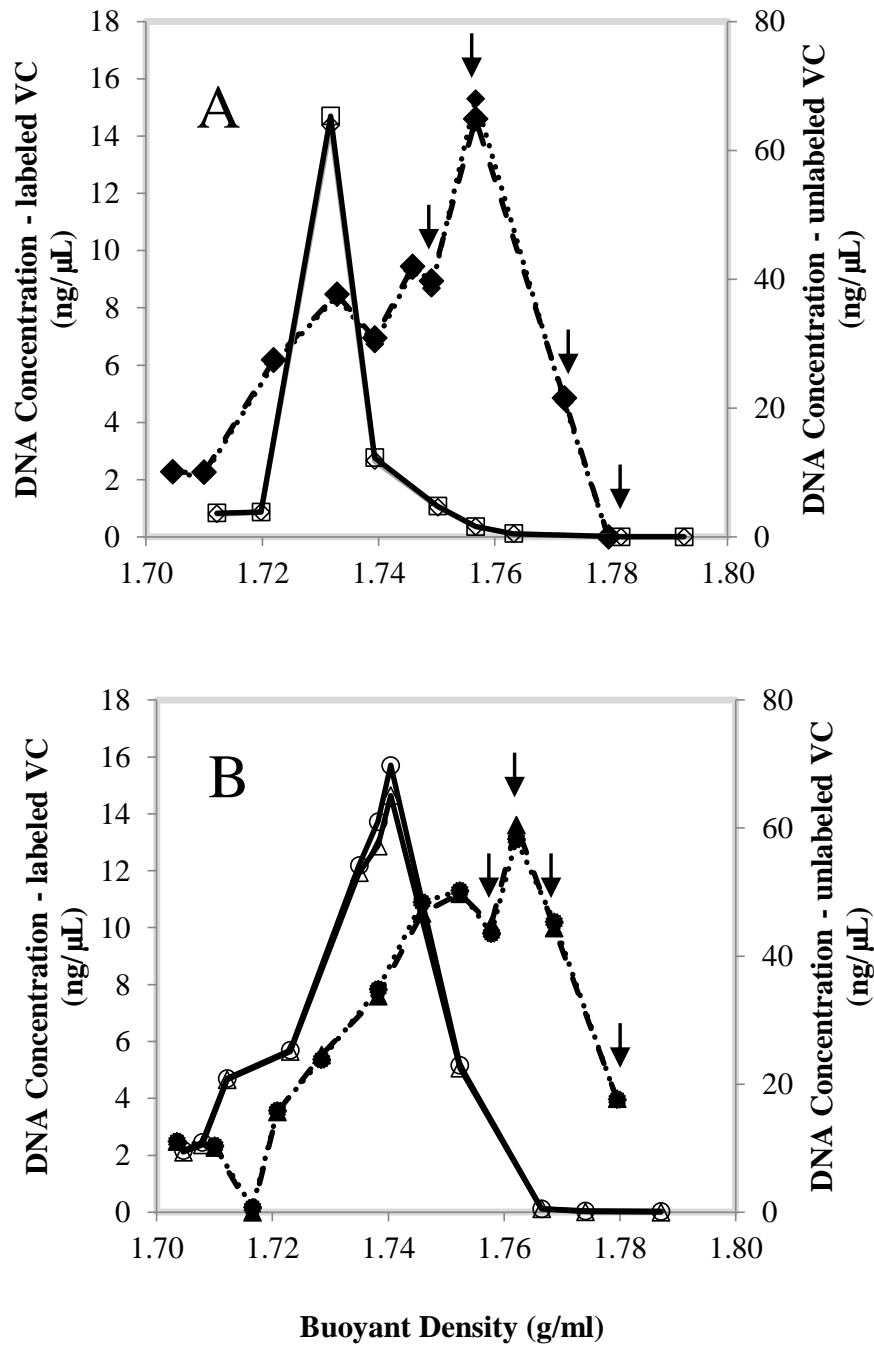 DNA Concentration - labeled VC
(ng/µL)
18
16
14
12
10
8
6
4
2
0
A
80
60
40
20
0
DNA Concentration - unlabeled VC
(ng/µL)
1.70 1.72 1.74 1.76 1.78 1.80
DNA Concentration - labeled VC
(ng/µL)
18
16
14
12
10
8
6
4
2
0
B
80
60
40
20
0
DNA Concentration - unlabeled VC
(ng/µL)
1.70 1.72 1.74 1.76 1.78 1.80
Buoyant Density (g/ml)